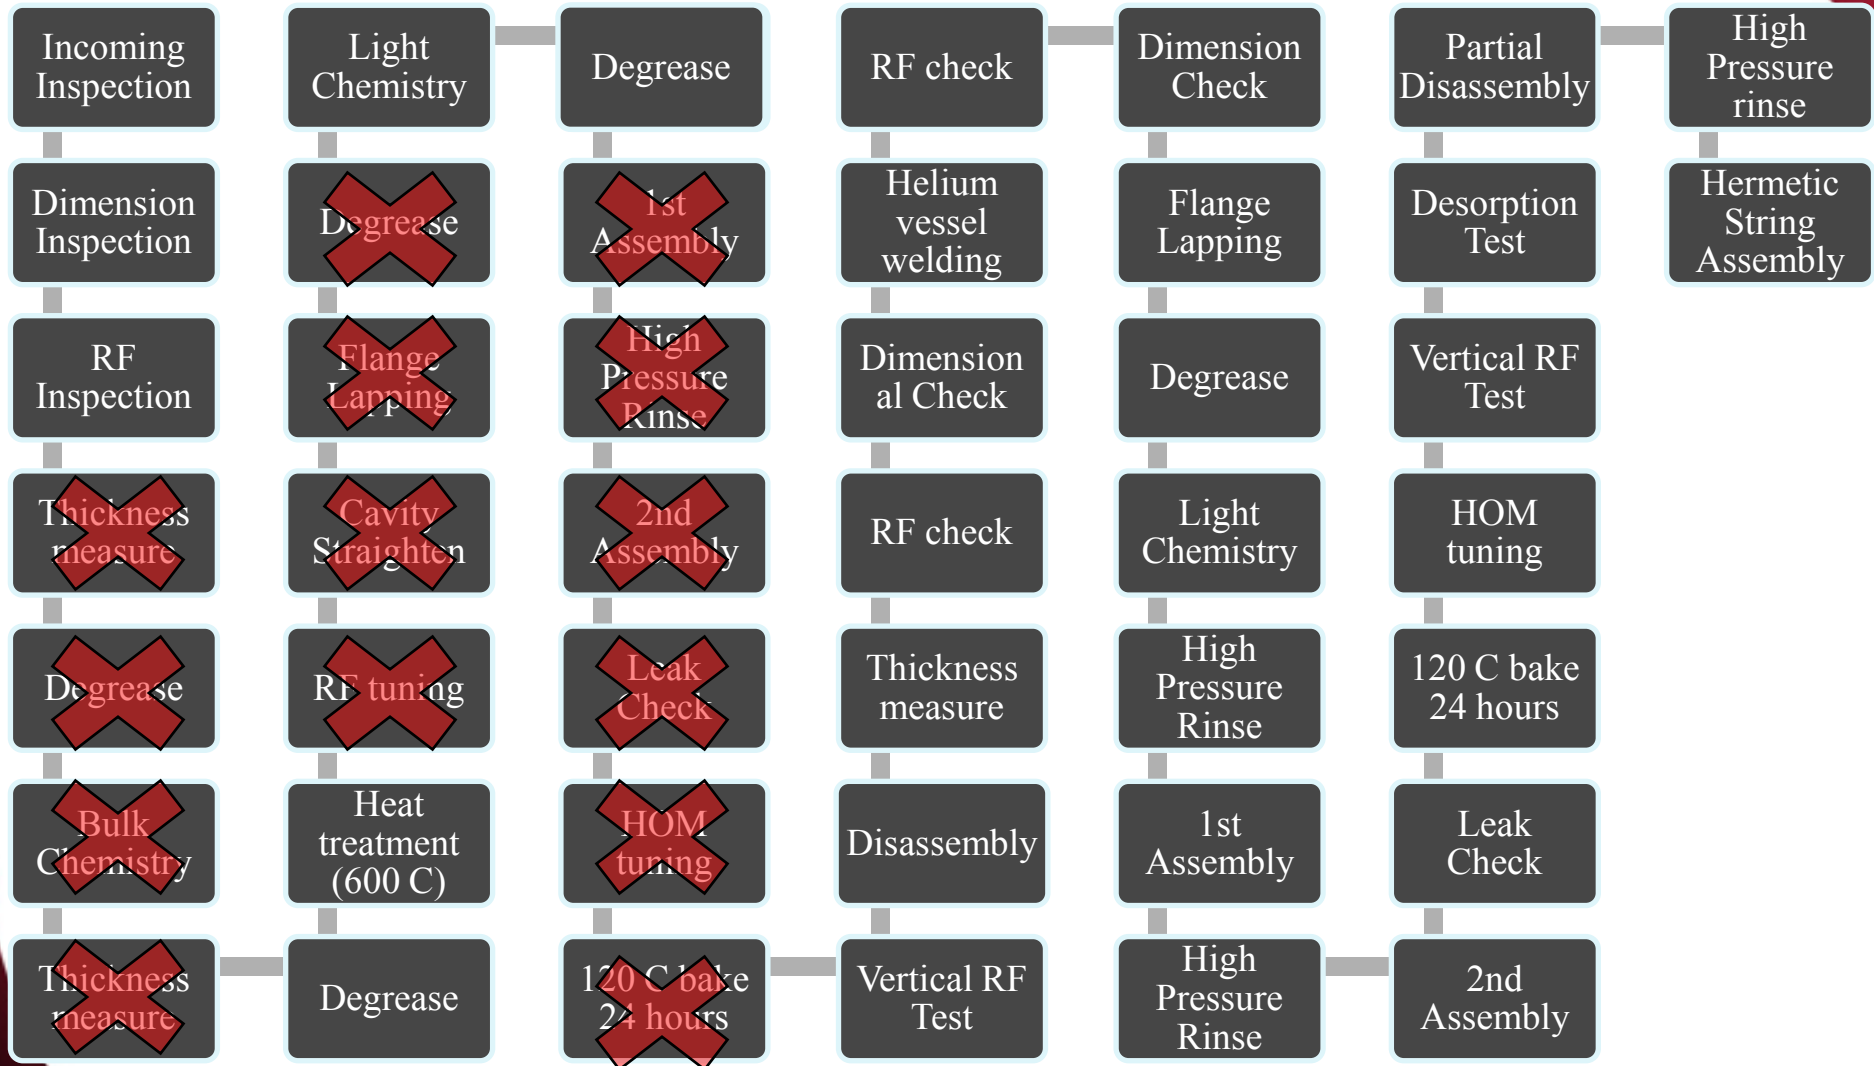 Incoming
Inspection
Dimension
Inspection
RF
Inspection
Thickness
measure
Degrease
Bulk
Chemistry
Thickness
measure
Degrease
Heat
treatment
(600 C)
RF tuning
Cavity
Straighten
Flange
Lapping
Degrease
Light
Chemistry
Degrease
1st
Assembly
High
Pressure
Rinse
2nd
Assembly
Leak
Check
HOM
tuning
120 C bake
24 hours
Vertical RF
Test
Disassembly
Thickness
measure
RF check
Dimension
al Check
Helium
vessel
welding
RF check
Dimension
Check
Flange
Lapping
Degrease
Light
Chemistry
High
Pressure
Rinse
1st
Assembly
High
Pressure
Rinse
2nd
Assembly
Leak
Check
120 C bake
24 hours
HOM
tuning
Vertical RF
Test
Desorption
Test
Partial
Disassembly
High
Pressure
rinse
Hermetic
String
Assembly